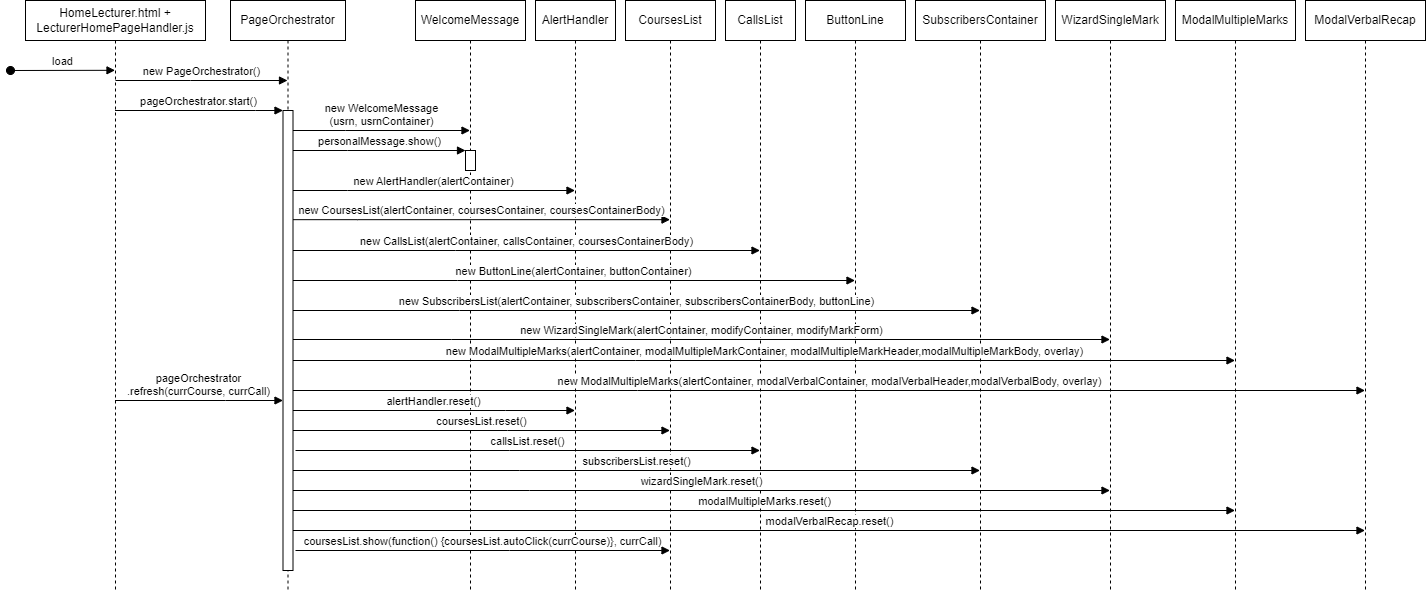 HomeLecturer.html +
LecturerHomePageHandler.js
PageOrchestrator
WelcomeMessage
AlertHandler
CoursesList
CallsList
ButtonLine
SubscribersContainer
WizardSingleMark
ModalMultipleMarks
ModalVerbalRecap
load
new PageOrchestrator()
pageOrchestrator.start()
new WelcomeMessage
(usrn, usrnContainer)
personalMessage.show()
new AlertHandler(alertContainer)
new CoursesList(alertContainer, coursesContainer, coursesContainerBody)
new CallsList(alertContainer, callsContainer, coursesContainerBody)
new ButtonLine(alertContainer, buttonContainer)
new SubscribersList(alertContainer, subscribersContainer, subscribersContainerBody, buttonLine)
new WizardSingleMark(alertContainer, modifyContainer, modifyMarkForm)
new ModalMultipleMarks(alertContainer, modalMultipleMarkContainer, modalMultipleMarkHeader,modalMultipleMarkBody, overlay)
new ModalMultipleMarks(alertContainer, modalVerbalContainer, modalVerbalHeader,modalVerbalBody, overlay)
pageOrchestrator
.refresh(currCourse, currCall)
alertHandler.reset()
coursesList.reset()
callsList.reset()
subscribersList.reset()
wizardSingleMark.reset()
modalMultipleMarks.reset()
modalVerbalRecap.reset()
coursesList.show(function() {coursesList.autoClick(currCourse)}, currCall)